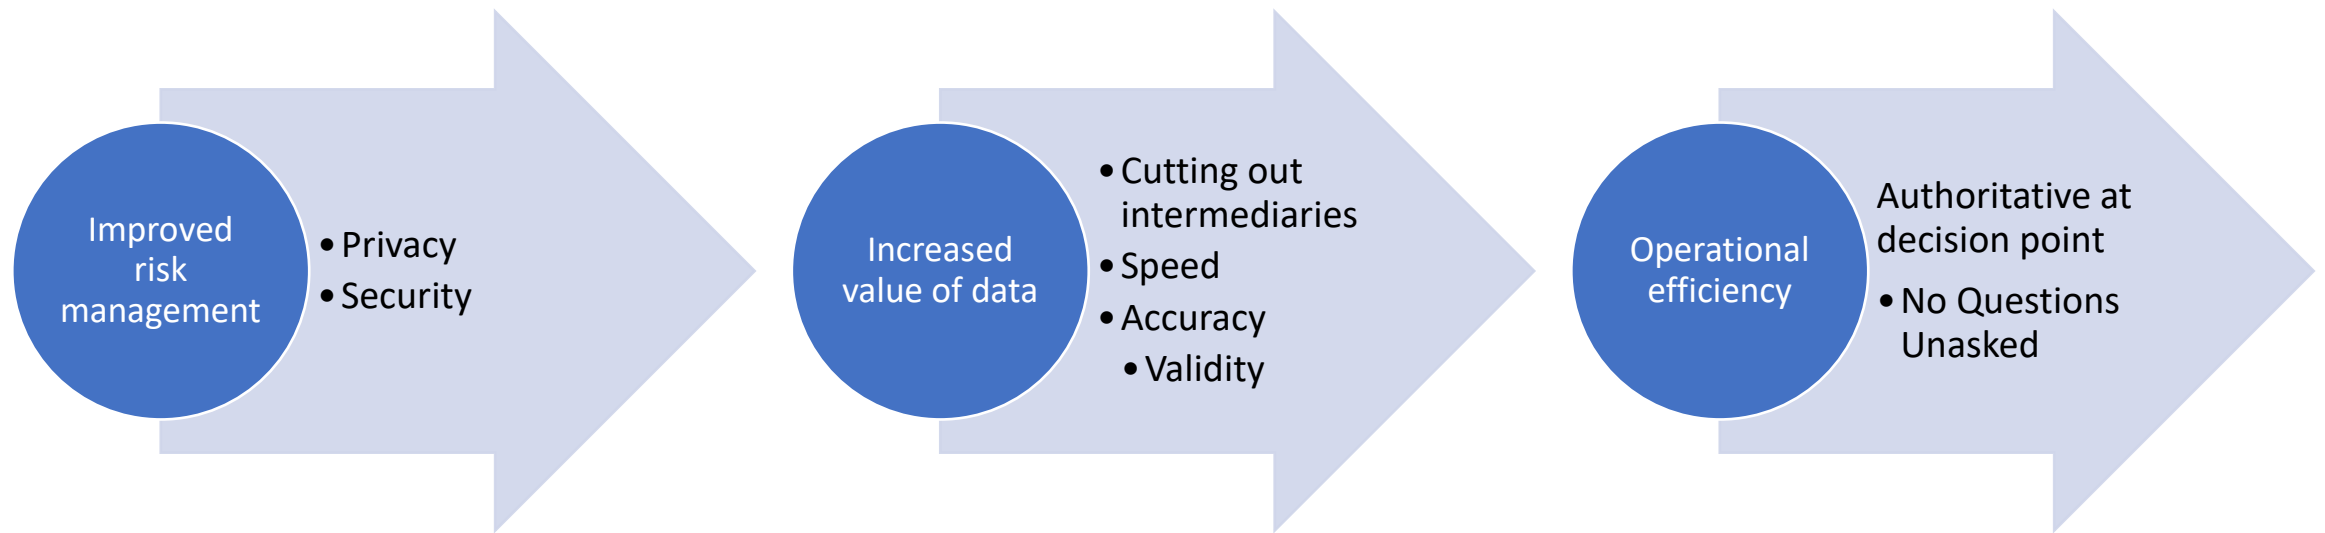 Improved
risk
management
• Privacy
• Security
Increased
value of data
• Cutting out
intermediaries
• Speed
• Accuracy
• Validity
Operational
efficiency
Authoritative at
decision point
• No Questions
Unasked